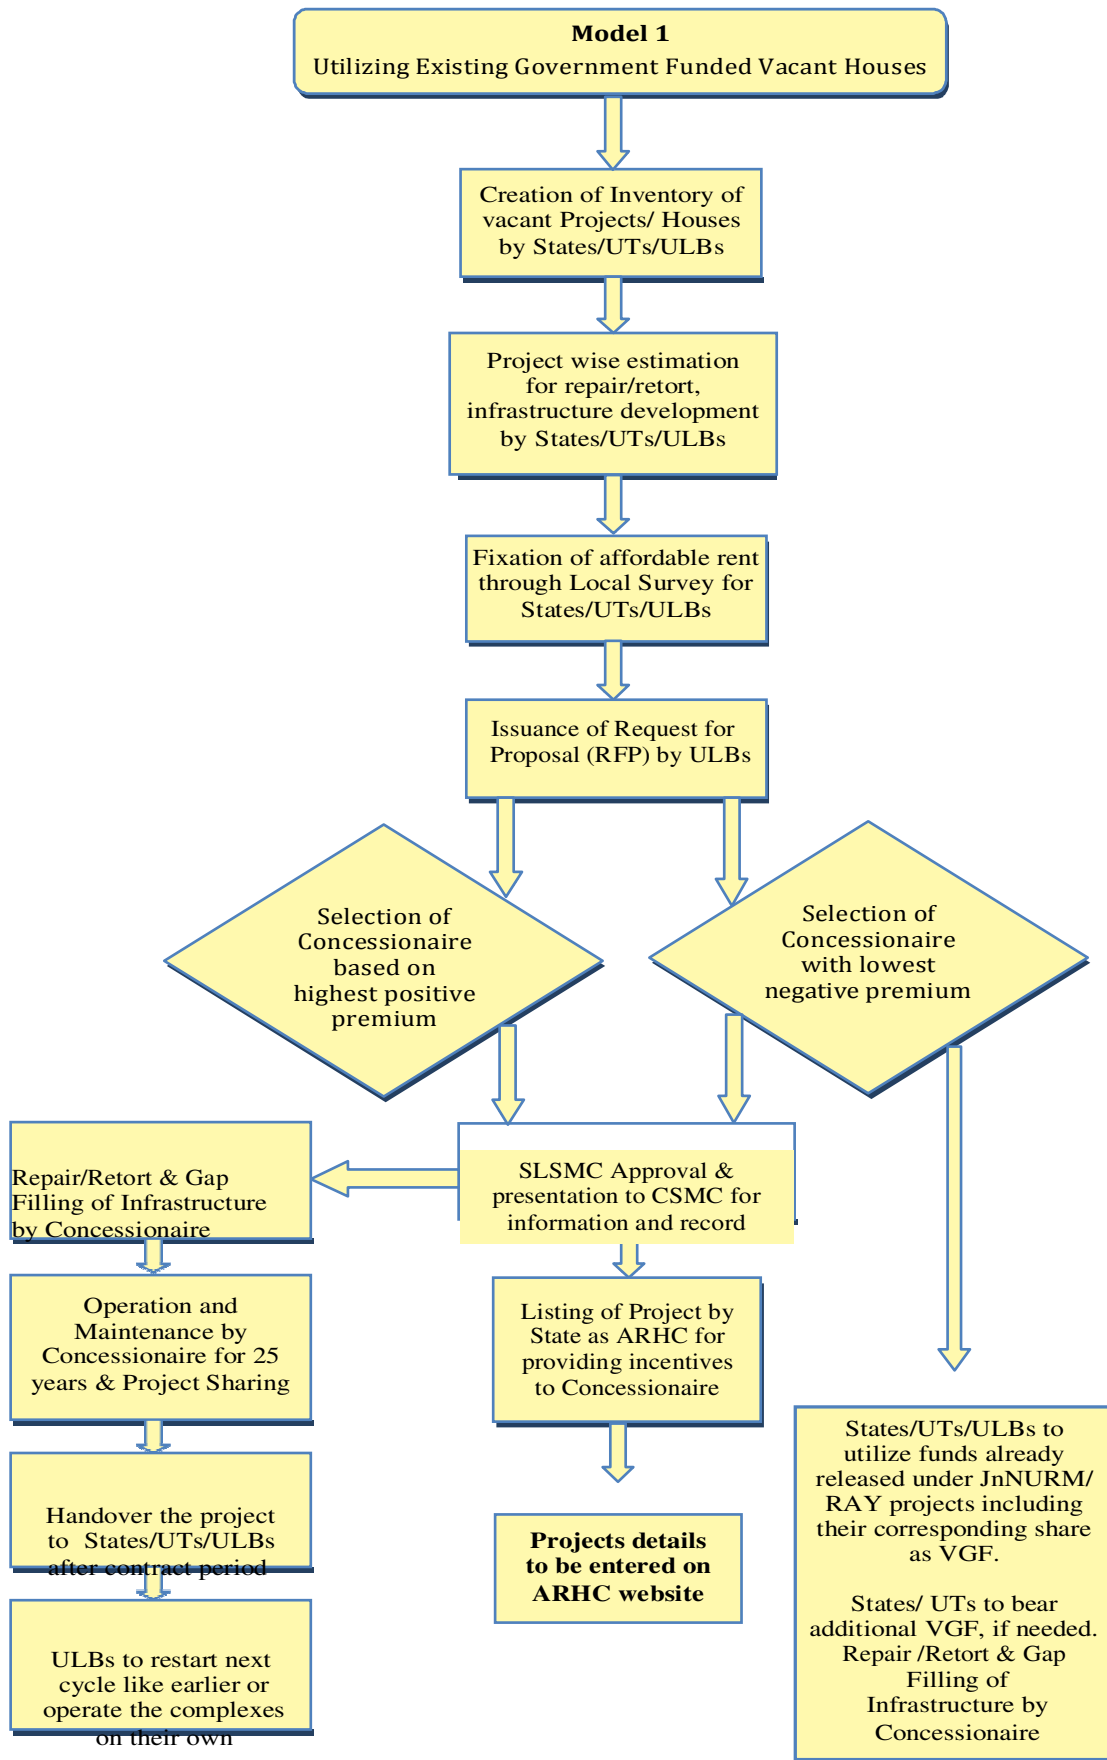 Model 1
Utilizing Existing Government Funded Vacant Houses
Creation of Inventory of
vacant Projects/ Houses
by States/UTs/ULBs
Project wise estimation
for repair/retort,
infrastructure development
by States/UTs/ULBs
Fixation of affordable rent
through Local Survey for
States/UTs/ULBs
Issuance of Request for
Proposal (RFP) by ULBs
Selection of
Concessionaire
based on
highest positive
premium
Selection of
Concessionaire
with lowest
negative premium
SLSMC Approval &
presentation to CSMC for
information and record
Repair/Retort & Gap
Filling of Infrastructure
by Concessionaire
Operation and
Maintenance by
Concessionaire for 25
years & Project Sharing
Handover the project
to States/UTs/ULBs
after contract period
ULBs to restart next
cycle like earlier or
operate the complexes
on their own
Listing of Project by
State as ARHC for
providing incentives
to Concessionaire
Projects details
to be entered on
ARHC website
States/UTs/ULBs to
utilize funds already
released under JnNURM/
RAY projects including
their corresponding share
as VGF.
States/ UTs to bear
additional VGF, if needed.
Repair /Retort & Gap
Filling of
Infrastructure by
Concessionaire